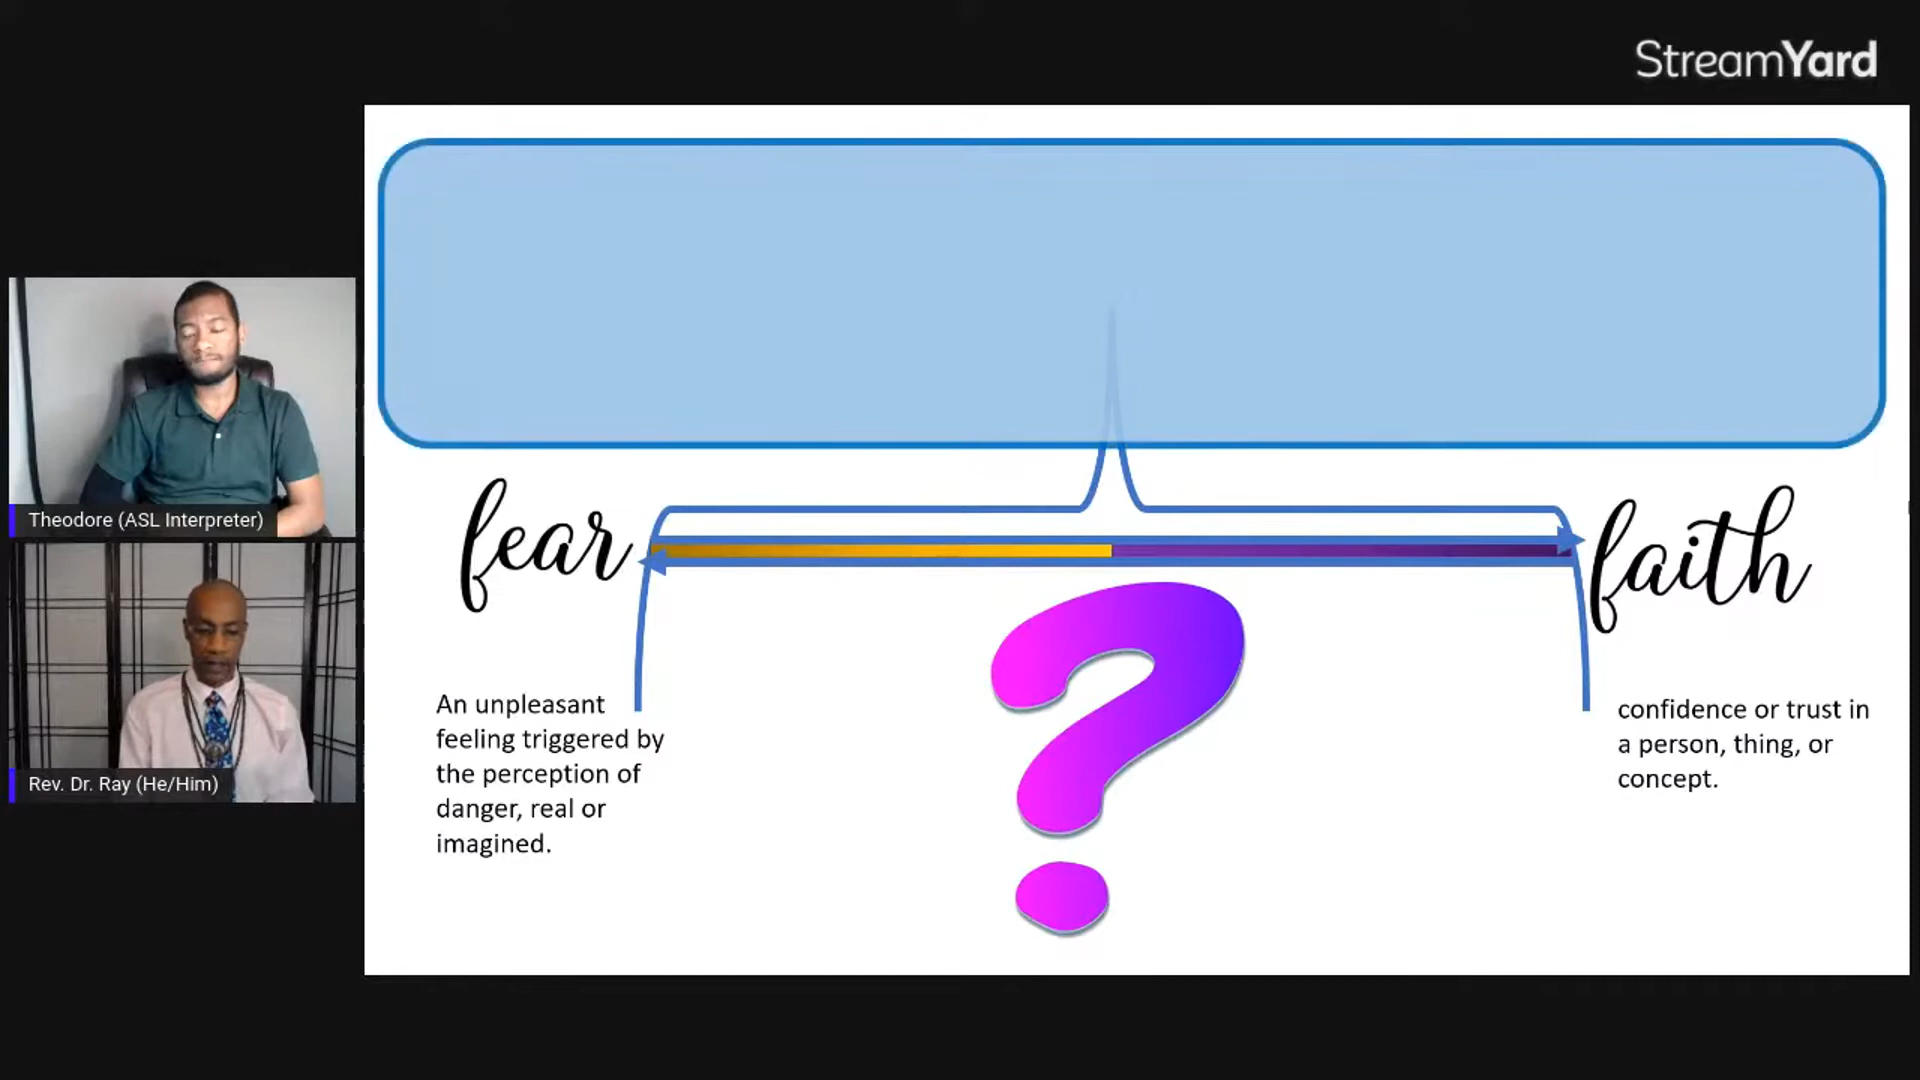 StreamYard
Theodore (ASL Interpreter)
Rev. Dr. Ray (He/Him)
fear
faith
An unpleasant
feeling triggered by
the perception of
danger, real or
imagined.
?
confidence or trust in
a person, thing, or
concept.